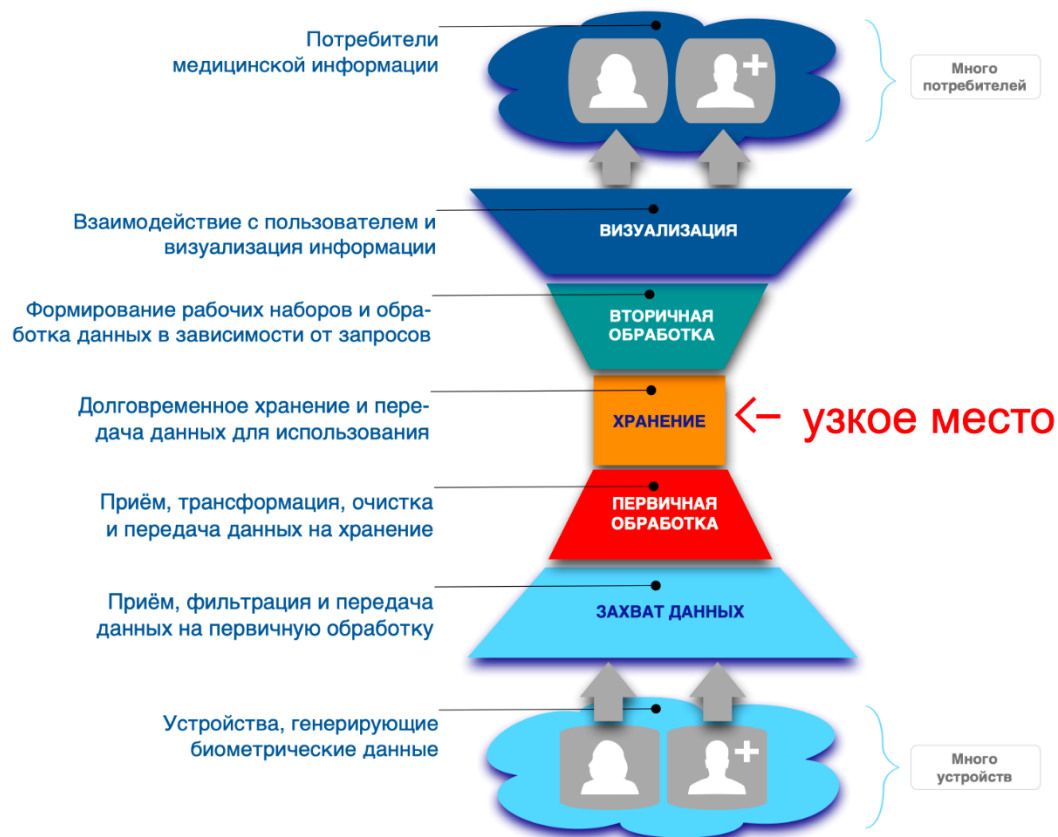 Потребители
медицинской информации
Много
потребителей
Взаимодействие с пользователем и
визуализация информации
ВИЗУАЛИЗАЦИЯ
Формирование рабочих наборов и обра-
ботка данных в зависимости от запросов
ВТОРИЧНАЯ
ОБРАБОТКА
Долговременное хранение и пере-
дача данных для использования
ХРАНЕНИЕ
<- узкое место
Приём, трансформация, очистка
и передача данных на хранение
ПЕРВИЧНАЯ
ОБРАБОТКА
Приём, фильтрация и передача
данных на первичную обработку
ЗАХВАТ ДАННЫХ
Устройства, генерирующие
биометрические данные
Много
устройств